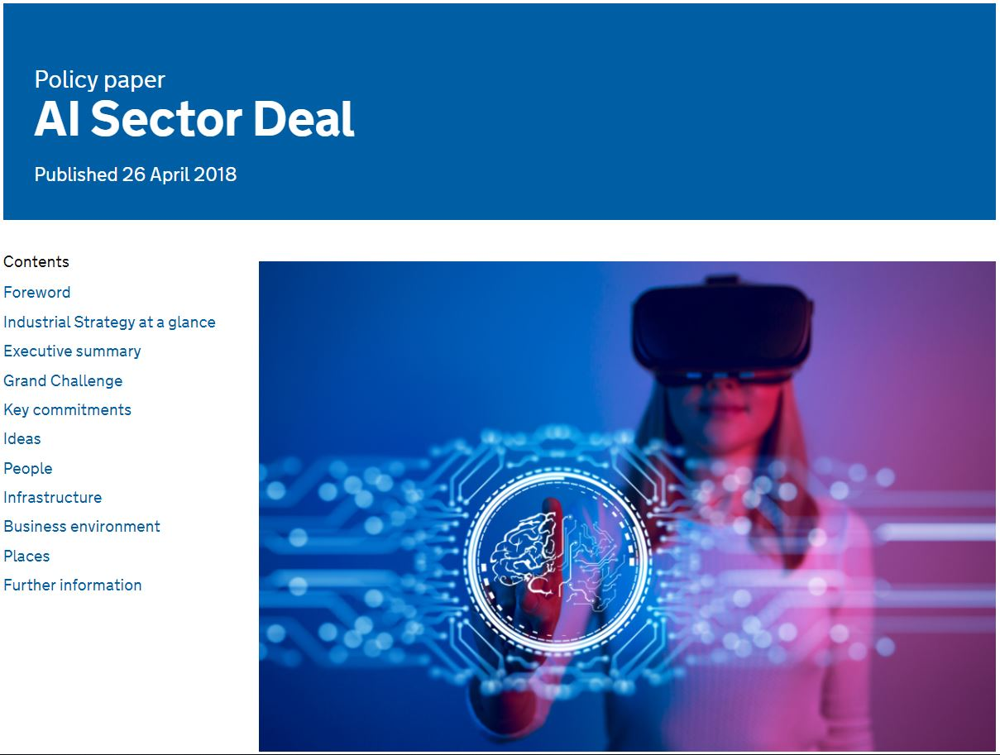 Policy paper
AI Sector Deal
Published 26 April 2018
Contents
Foreword
Industrial Strategy at a glance
Executive summary
Grand Challenge
Key commitments
Ideas
People
Infrastructure
Business environment
Places
Further information